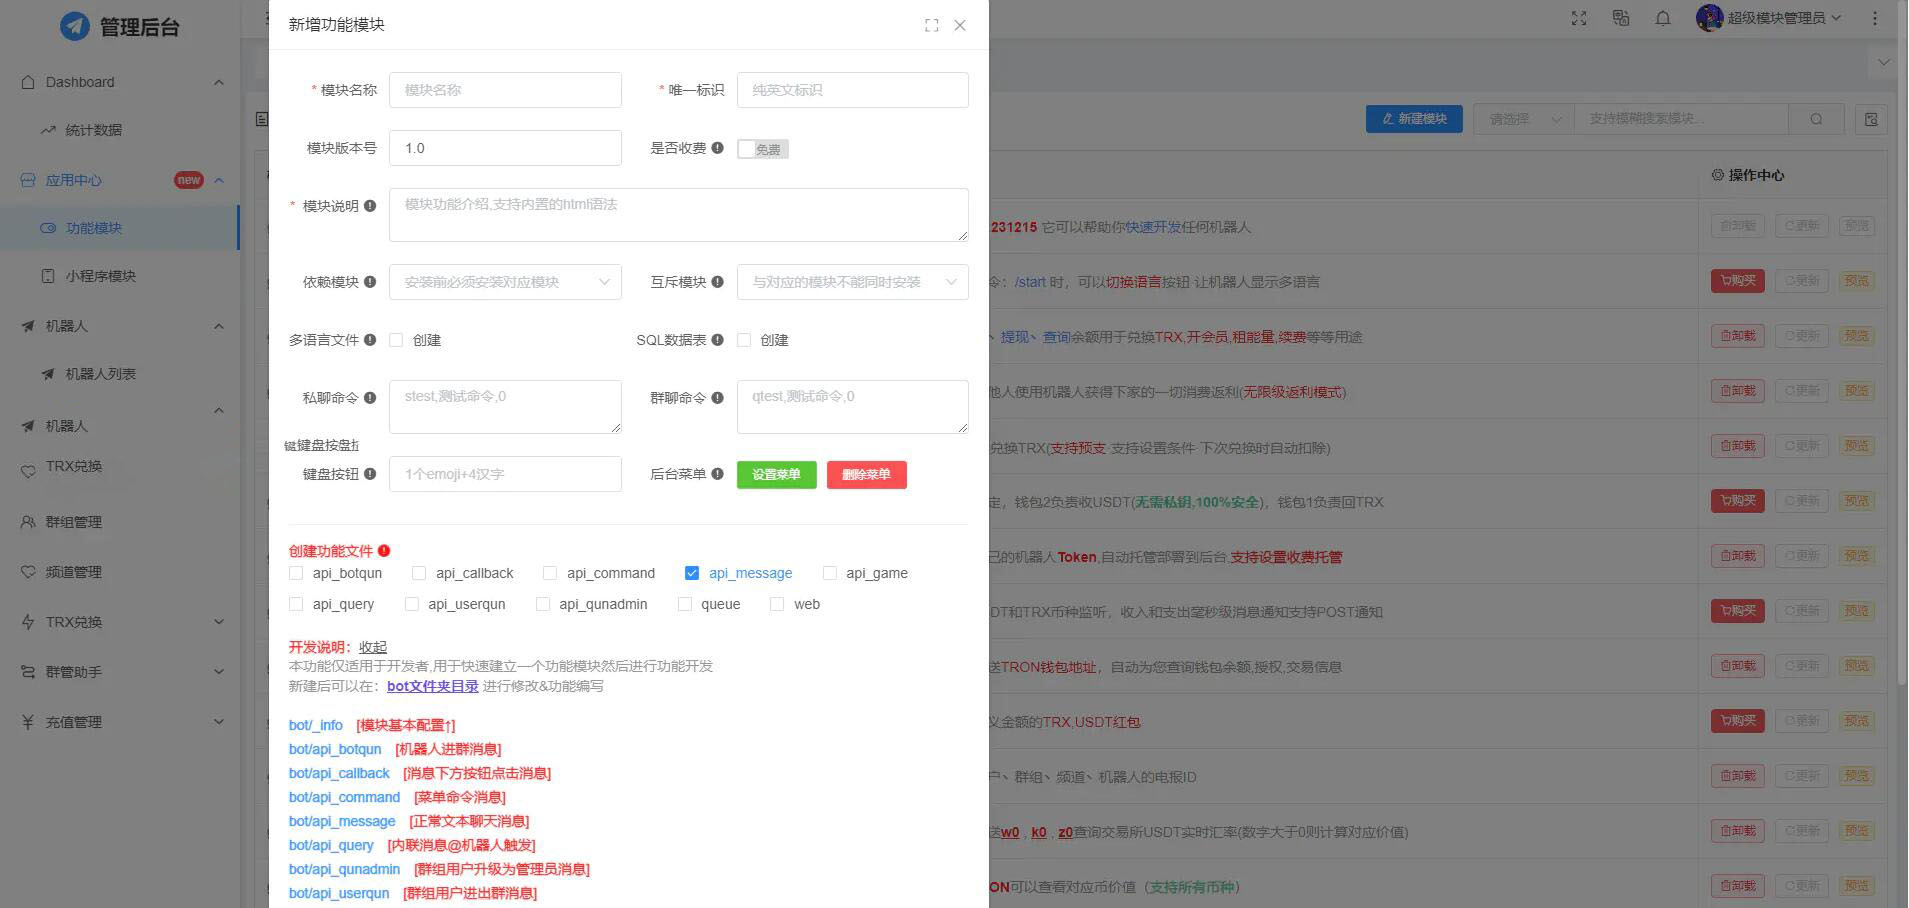 管理后台
Dashboard
统计数据
应用中心
new
功能模块
小程序模块
机器人
机器人列表
机器人
TRX兑换
群组管理
频道管理
TRX兑换
群管助手
充值管理
新增功能模块
* 模块名称
模块名称
* 唯一标识
纯英文标识
模块版本号
1.0
是否收费
免费
* 模块说明
模块功能介绍,支持内置的html语法
依赖模块
安装前必须安装对应模块
互斥模块
与对应的模块不能同时安装
多语言文件
创建
SQL数据表
创建
私聊命令
stest,测试命令,0
群聊命令
qtest,测试命令,0
键盘按钮
1个emoji+4汉字
后台菜单
设置菜单
删除菜单
创建功能文件
api_botqun
api_callback
api_command
api_message
api_game
api_query
api_userqun
api_qunadmin
queue
web
开发说明： 收起
本功能仅适用于开发者,用于快速建立一个功能模块然后进行功能开发
新建后可以在：bot文件夹目录 进行修改&功能编写
bot/_info [模块基本配置↑]
bot/api_botqun [机器人进群消息]
bot/api_callback [消息下方按钮点击消息]
bot/api_command [菜单命令消息]
bot/api_message [正常文本聊天消息]
bot/api_query [内联消息@机器人触发]
bot/api_qunadmin [群组用户升级为管理员消息]
bot/api_userqun [群组用户进出群消息]
超级模块管理员
新建模块
请选择
支持模糊搜索模块...
操作中心
231215 它可以帮助你快速开发任何机器人
卸载 更新 预览
令：/start 时，可以切换语言按钮 让机器人显示多语言
购买 更新 预览
、提现、查询余额用于兑换TRX,开会员,租能量,续费等等用途
卸载 更新 预览
他人使用机器人获得下家的一切消费返利(无限级返利模式)
卸载 更新 预览
兑换TRX(支持预支 支持设置条件 下次兑换时自动扣除)
卸载 更新 预览
定，钱包2负责收USDT(无需私钥,100%安全)，钱包1负责回TRX
购买 更新 预览
己的机器人Token,自动托管部署到后台,支持设置收费托管
卸载 更新 预览
DT和TRX币种监听，收入和支出毫秒级消息通知支持POST通知
购买 更新 预览
送TRON钱包地址，自动为您查询钱包余额,授权,交易信息
卸载 更新 预览
义金额的TRX,USDT红包
购买 更新 预览
户、群组、频道、机器人的电报ID
卸载 更新 预览
送w0 , k0 , z0查询交易所USDT实时汇率(数字大于0则计算对应价值)
卸载 更新 预览
ON可以查看对应币价值（支持所有币种）
卸载 更新 预览